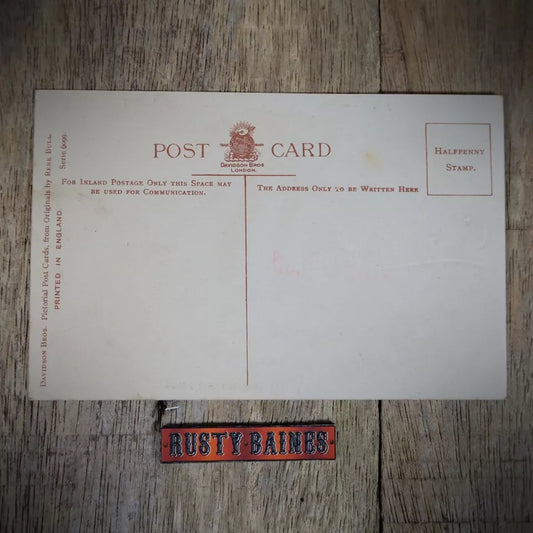 POST CARD
DAVIDSON BROS
LONDON.
HALFPENNY
STAMP.
FOR INLAND POSTAGE ONLY THIS SPACE MAY
BE USED FOR COMMUNICATION.
THE ADDRESS ONLY TO BE WRITTEN HERE
DAVIDSON BROS. Pictorial Post Cards, from Originals by RENE BULL.
Serie 9099.
PRINTED IN ENGLAND.
RUSTY·BAINES